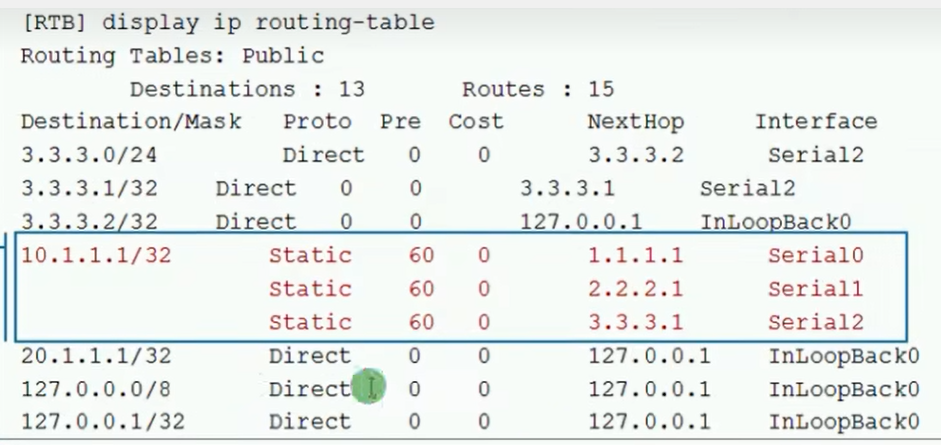 [RTB] display ip routing-table
Routing Tables: Public
Destinations : 13 Routes : 15
Destination/Mask Proto Pre Cost NextHop Interface
3.3.3.0/24 Direct 0 0 3.3.3.2 Serial2
3.3.3.1/32 Direct 0 0 3.3.3.1 Serial2
3.3.3.2/32 Direct 0 0 127.0.0.1 InLoopBack0
10.1.1.1/32 Static 60 0 1.1.1.1 Serial0
Static 60 0 2.2.2.1 Serial1
Static 60 0 3.3.3.1 Serial2
20.1.1.1/32 Direct 0 0 127.0.0.1 InLoopBack0
127.0.0.0/8 Direct 0 0 127.0.0.1 InLoopBack0
127.0.0.1/32 Direct 0 0 127.0.0.1 InLoopBack0